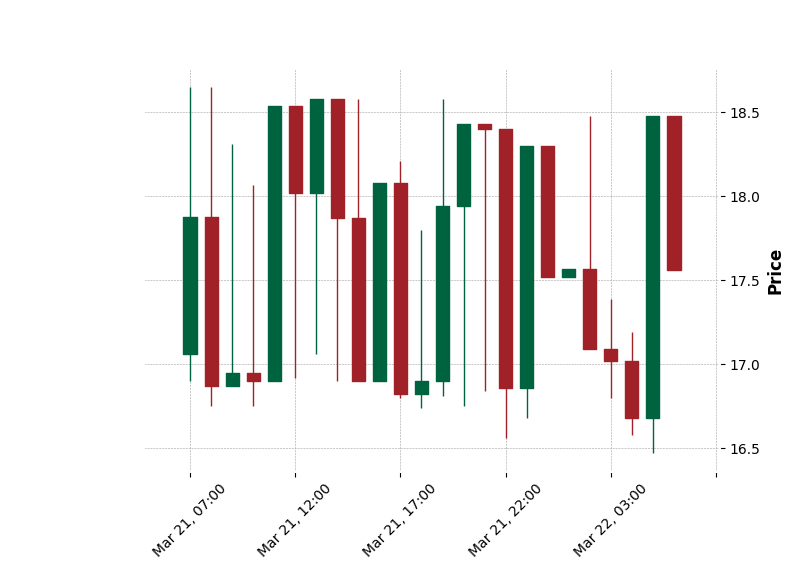 18.5
18.0
17.5
17.0
16.5
Price
Mar 21, 07:00
Mar 21, 12:00
Mar 21, 17:00
Mar 21, 22:00
Mar 22, 03:00